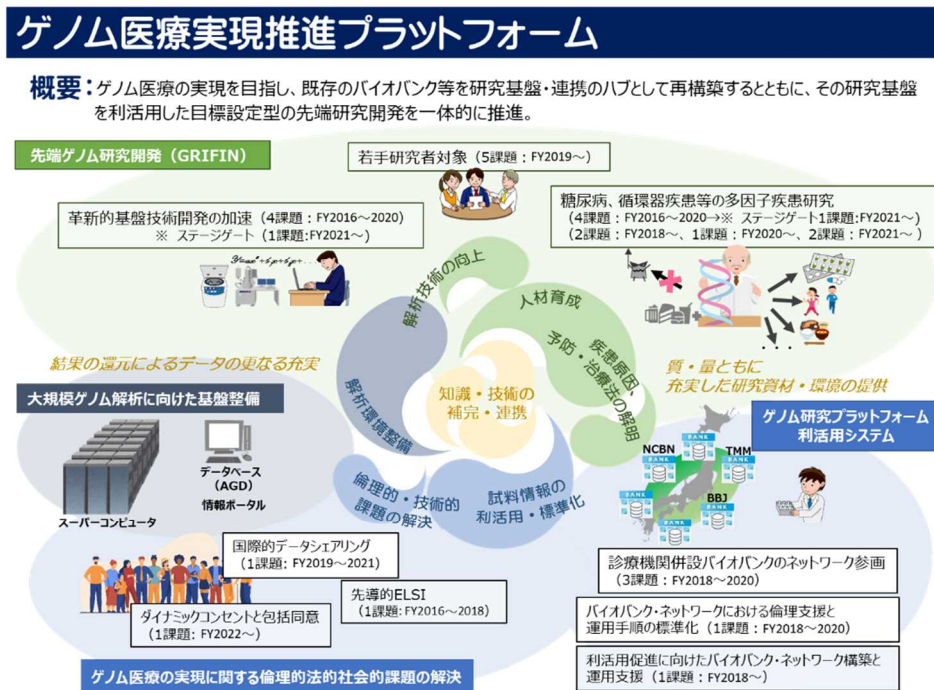 ゲノム医療実現推進プラットフォーム
概要：ゲノム医療の実現を目指し、既存のバイオバンク等を研究基盤・連携のハブとして再構築するとともに、その研究基盤
を利活用した目標設定型の先端研究開発を一体的に推進。
先端ゲノム研究開発（GRIFIN）
若手研究者対象（5課題：FY2019～）
革新的基盤技術開発の加速（4課題：FY2016～2020）
※ ステージゲート（1課題:FY2021～）
糖尿病、循環器疾患等の多因子疾患研究
（4課題：FY2016～2020→※ ステージゲート1課題:FY2021～）
（2課題：FY2018～、1課題：FY2020～、2課題：FY2021～）
解析技術の向上
人材育成
疾患原因、
予防・治療法の解明
結果の還元によるデータの更なる充実
質・量ともに
充実した研究資材・環境の提供
知識・技術の
補完・連携
解析環境整備
大規模ゲノム解析に向けた基盤整備
スーパーコンピュータ
データベース
（AGD）
情報ポータル
ゲノム研究プラットフォーム
利活用システム
BANK
NCBN
BANK
TMM
BANK
BANK
BBJ
BANK
BANK
倫理的・技術的
課題の解決
試料情報の
利活用・標準化
国際的データシェアリング
（1課題: FY2019～2021）
先導的ELSI
（1課題: FY2016～2018）
ダイナミックコンセントと包括同意
（1課題: FY2022～）
診療機関併設バイオバンクのネットワーク参画
（3課題：FY2018～2020）
バイオバンク・ネットワークにおける倫理支援と
運用手順の標準化（1課題：FY2018～2020）
利活用促進に向けたバイオバンク・ネットワーク構築と
運用支援（1課題：FY2018～）
ゲノム医療の実現に関する倫理的法的社会的課題の解決